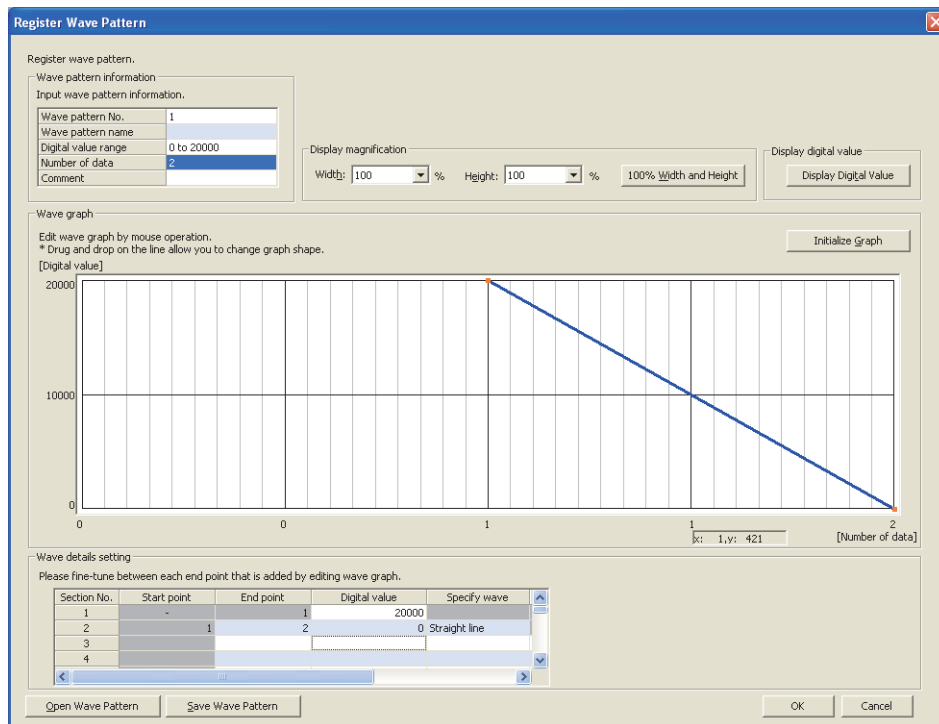 Register Wave Pattern
Register wave pattern.
Wave pattern information
Input wave pattern information.
Wave pattern No. 1
Wave pattern name
Digital value range 0 to 20000
Number of data 2
Comment
Display magnification
Width: 100 % Height: 100 % 100% Width and Height
Display digital value
Display Digital Value
Wave graph
Edit wave graph by mouse operation.
* Drug and drop on the line allow you to change graph shape.
Initialize Graph
[Digital value]
20000
10000
0
0 0 1 1 2
x: 1,y: 421
[Number of data]
Wave details setting
Please fine-tune between each end point that is added by editing wave graph.
Section No. Start point End point Digital value Specify wave
1 - 1 20000
2 1 2 0 Straight line
3
4
Open Wave Pattern Save Wave Pattern OK Cancel